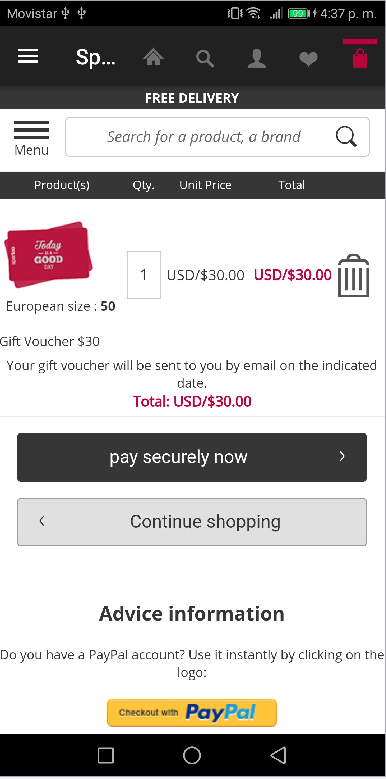 Movistar 99 4:37 p. m.
Sp...
FREE DELIVERY
Menu
Search for a product, a brand
Product(s) Qty. Unit Price Total
Today
IS A
GOOD
DAY
1 USD/$30.00 USD/$30.00
European size : 50
Gift Voucher $30
Your gift voucher will be sent to you by email on the indicated
date.
Total: USD/$30.00
pay securely now
Continue shopping
Advice information
Do you have a PayPal account? Use it instantly by clicking on the
logo:
Checkout with PayPal